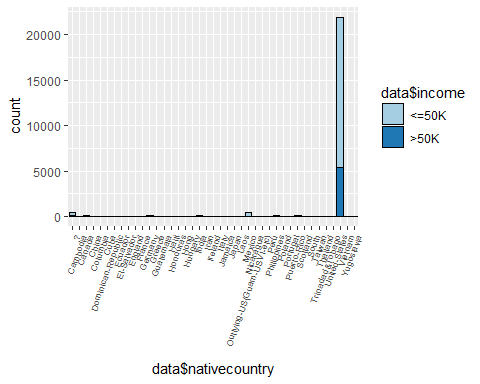 20000
15000
10000
5000
0
count
?
Cambodia
Canada
China
Columbia
Cuba
Dominican-Republic
Ecuador
El-Salvador
England
France
Germany
Greece
Guatemala
Haiti
Honduras
Hong
Hungary
India
Iran
Ireland
Italy
Jamaica
Japan
Laos
Mexico
Nicaragua
Outlying-US(Guam-USVI-etc)
Peru
Philippines
Poland
Portugal
Puerto-Rico
Scotland
South
Taiwan
Thailand
Trinadad&Tobago
United-States
Vietnam
Yugoslavia
data$nativecountry
data$income
<=50K
>50K